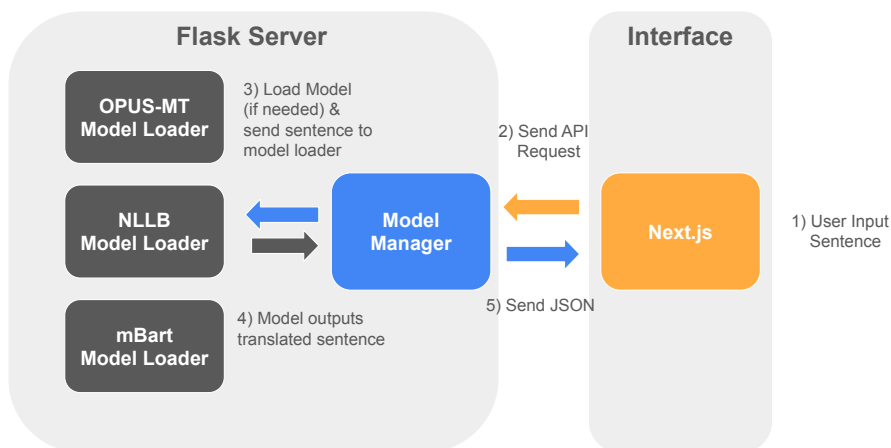 Flask Server
Interface
OPUS-MT
Model Loader
3) Load Model
(if needed) &
send sentence to
model loader
2) Send API
Request
NLLB
Model Loader
Model
Manager
Next.js
1) User Input
Sentence
mBart
Model Loader
4) Model outputs
translated sentence
5) Send JSON